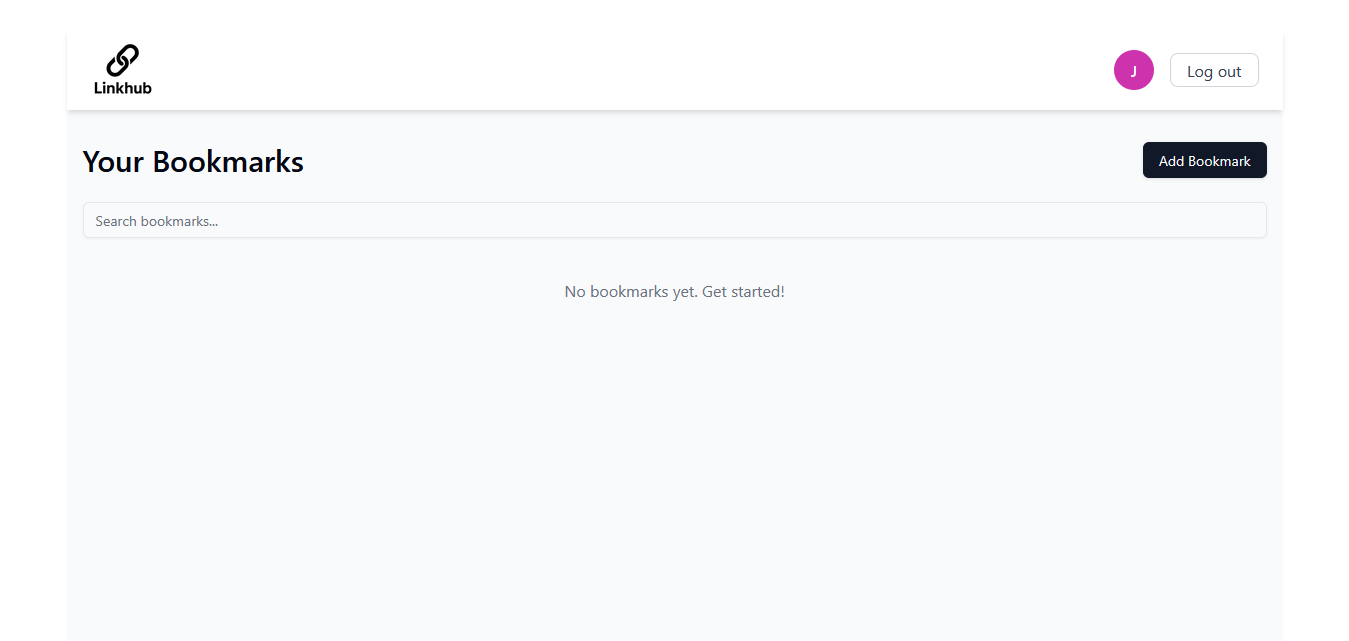 Linkhub
J
Log out
Your Bookmarks
Add Bookmark
Search bookmarks...
No bookmarks yet. Get started!